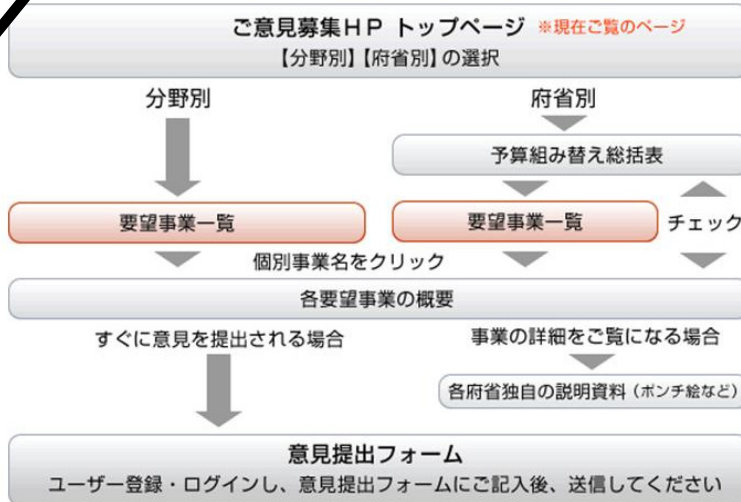 ご意見募集HP トップページ ※現在ご覧のページ
【分野別】【府省別】の選択
分野別
府省別
予算組み替え総括表
要望事業一覧
要望事業一覧
チェック
個別事業名をクリック
各要望事業の概要
すぐに意見を提出される場合
事業の詳細をご覧になる場合
各府省独自の説明資料（ポンチ絵など）
意見提出フォーム
ユーザー登録・ログインし、意見提出フォームにご記入後、送信してください